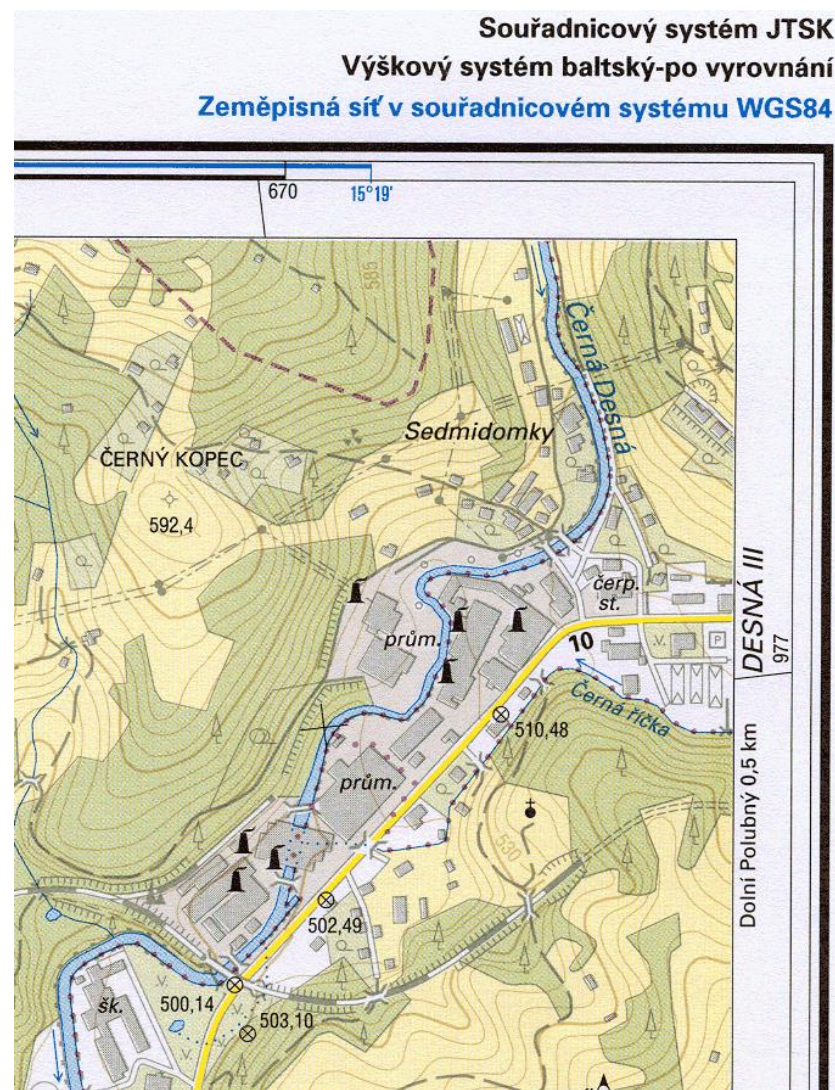 Souřadnicový systém JTSK
Výškový systém baltský-po vyrovnání
Zeměpisná síť v souřadnicovém systému WGS84
670
15°19'
585
Černá Desná
Sedmidomky
ČERNÝ KOPEC
592,4
čerp.
st.
DESNÁ III
977
prům.
10
P
Černá říčka
510,48
Dolní Polubný 0,5 km
prům.
530
502,49
šk.
500,14
503,10